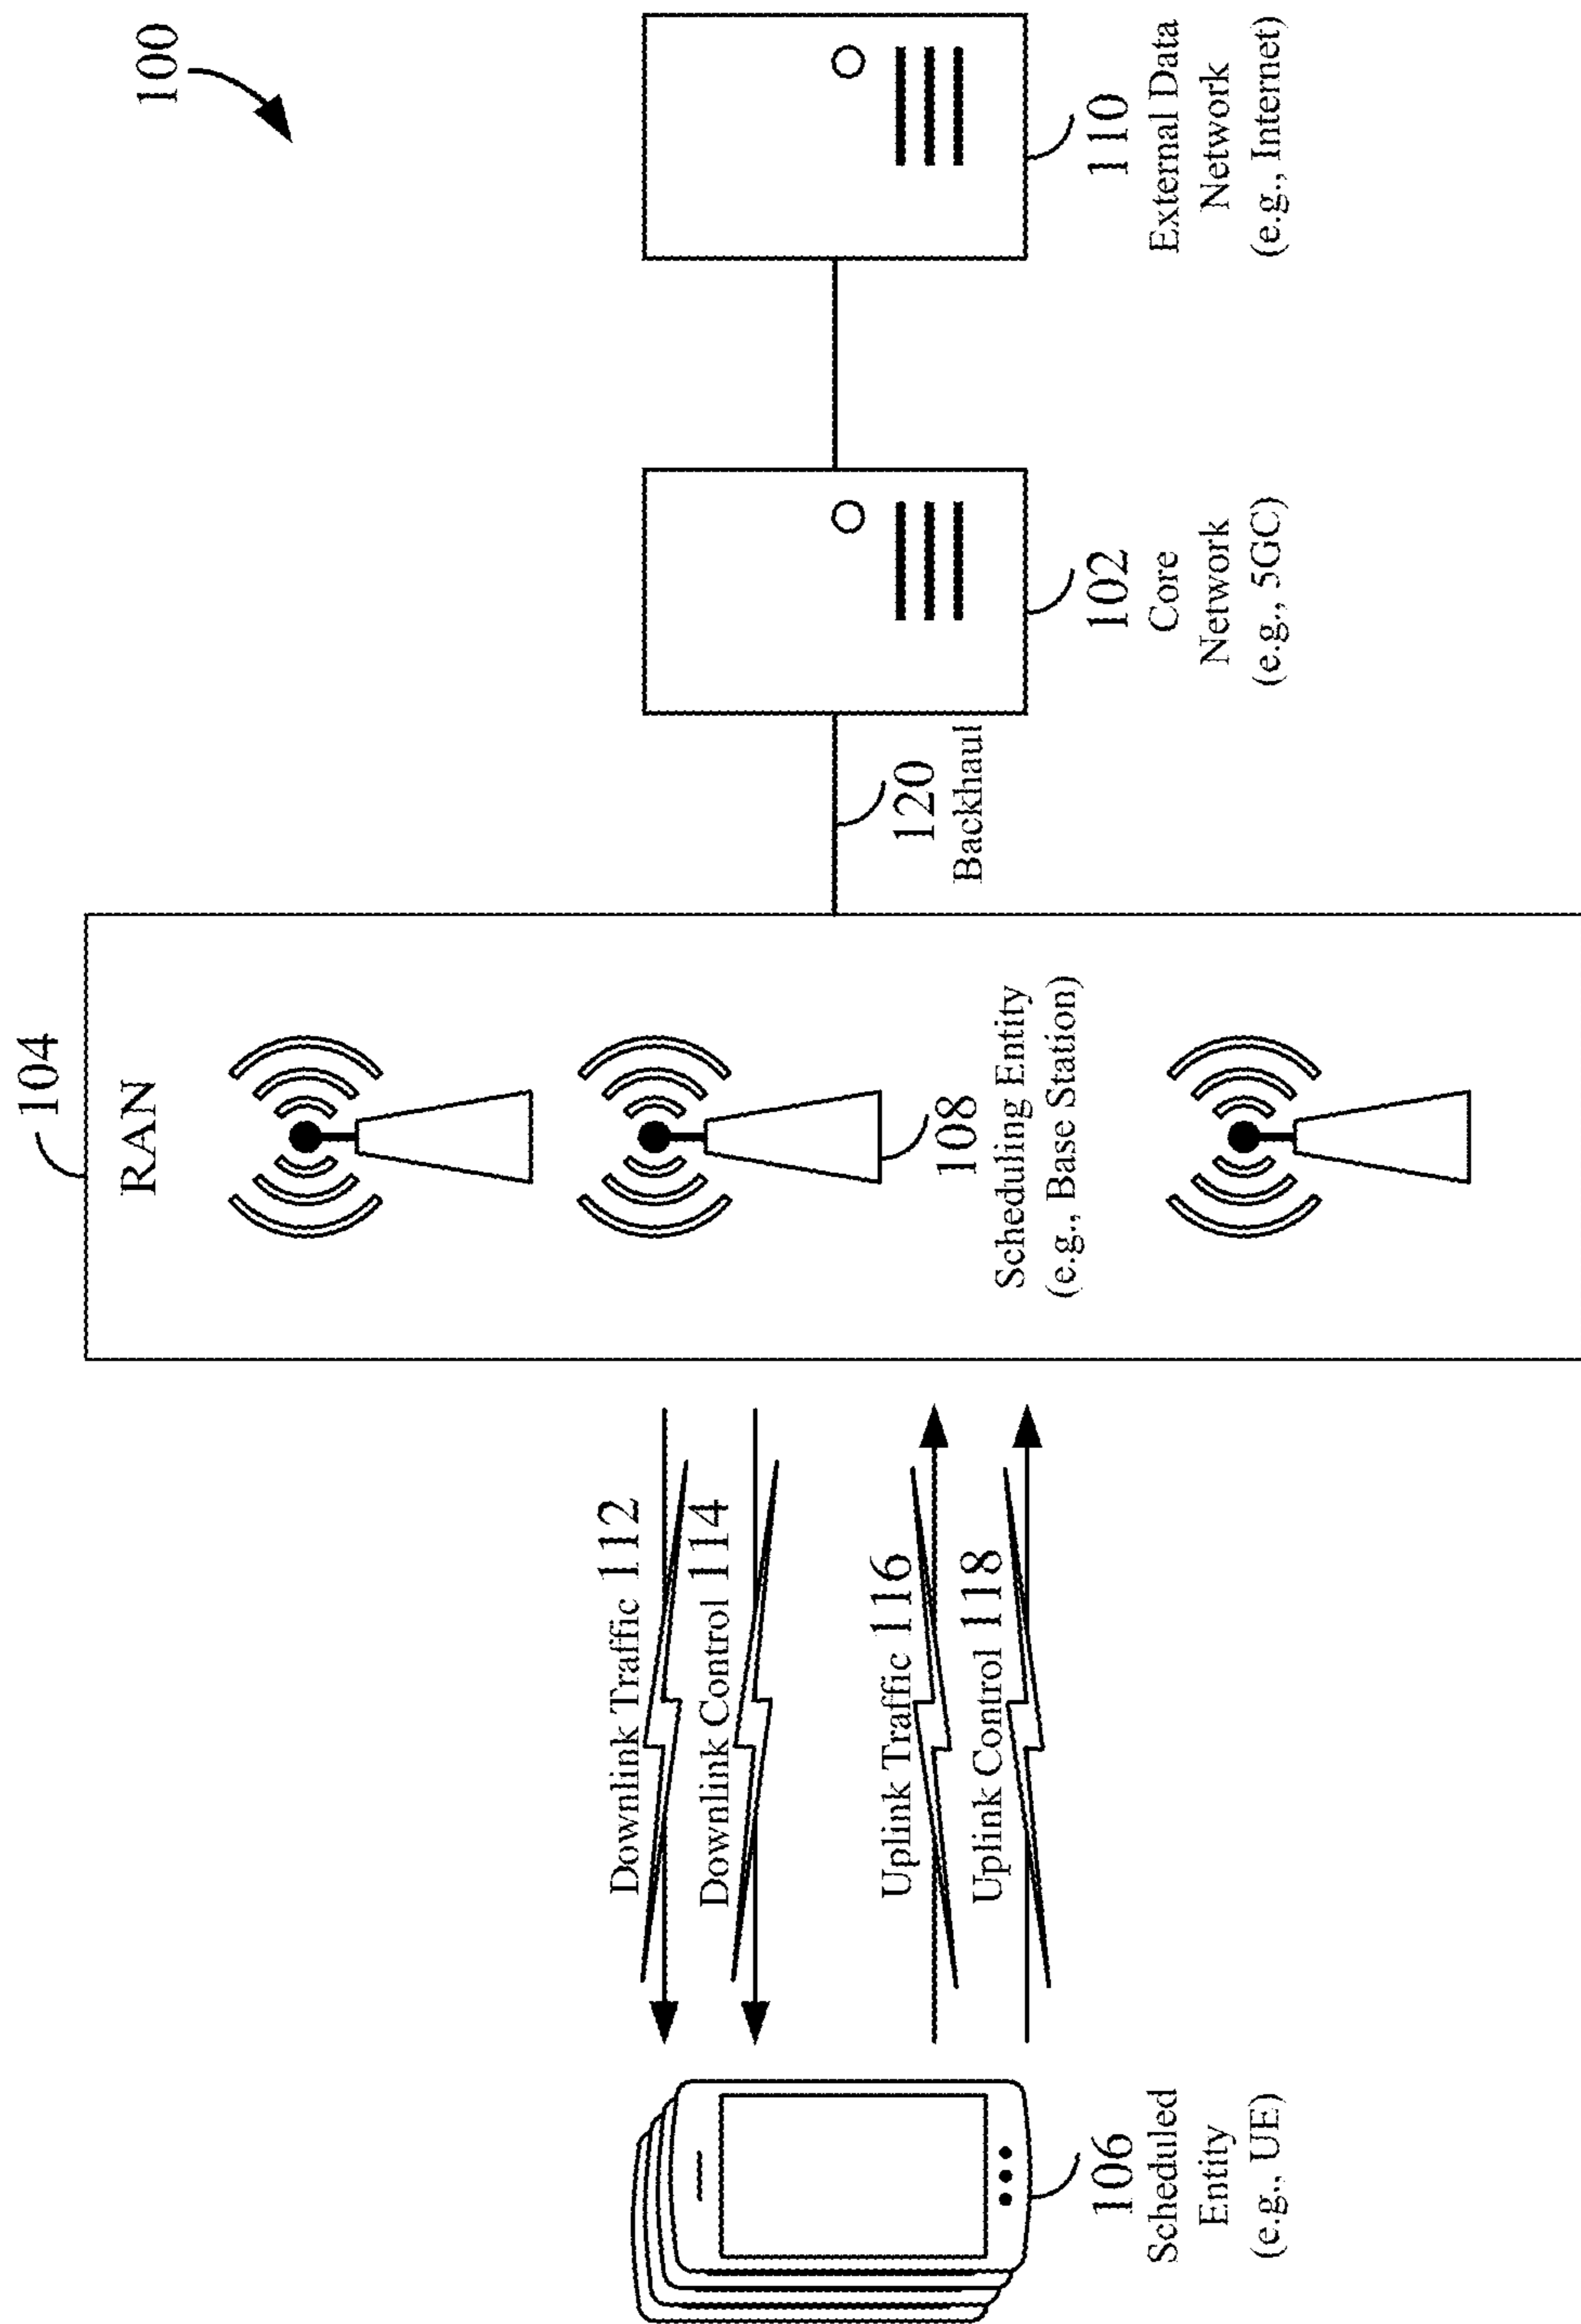 100
104
RAN
Downlink Traffic 112
Downlink Control 114
Uplink Traffic 116
Uplink Control 118
106
Scheduled
Entity
(e.g., UE)
108
Scheduling Entity
(e.g., Base Station)
120
Backhaul
102
Core
Network
(e.g., 5GC)
110
External Data
Network
(e.g., Internet)